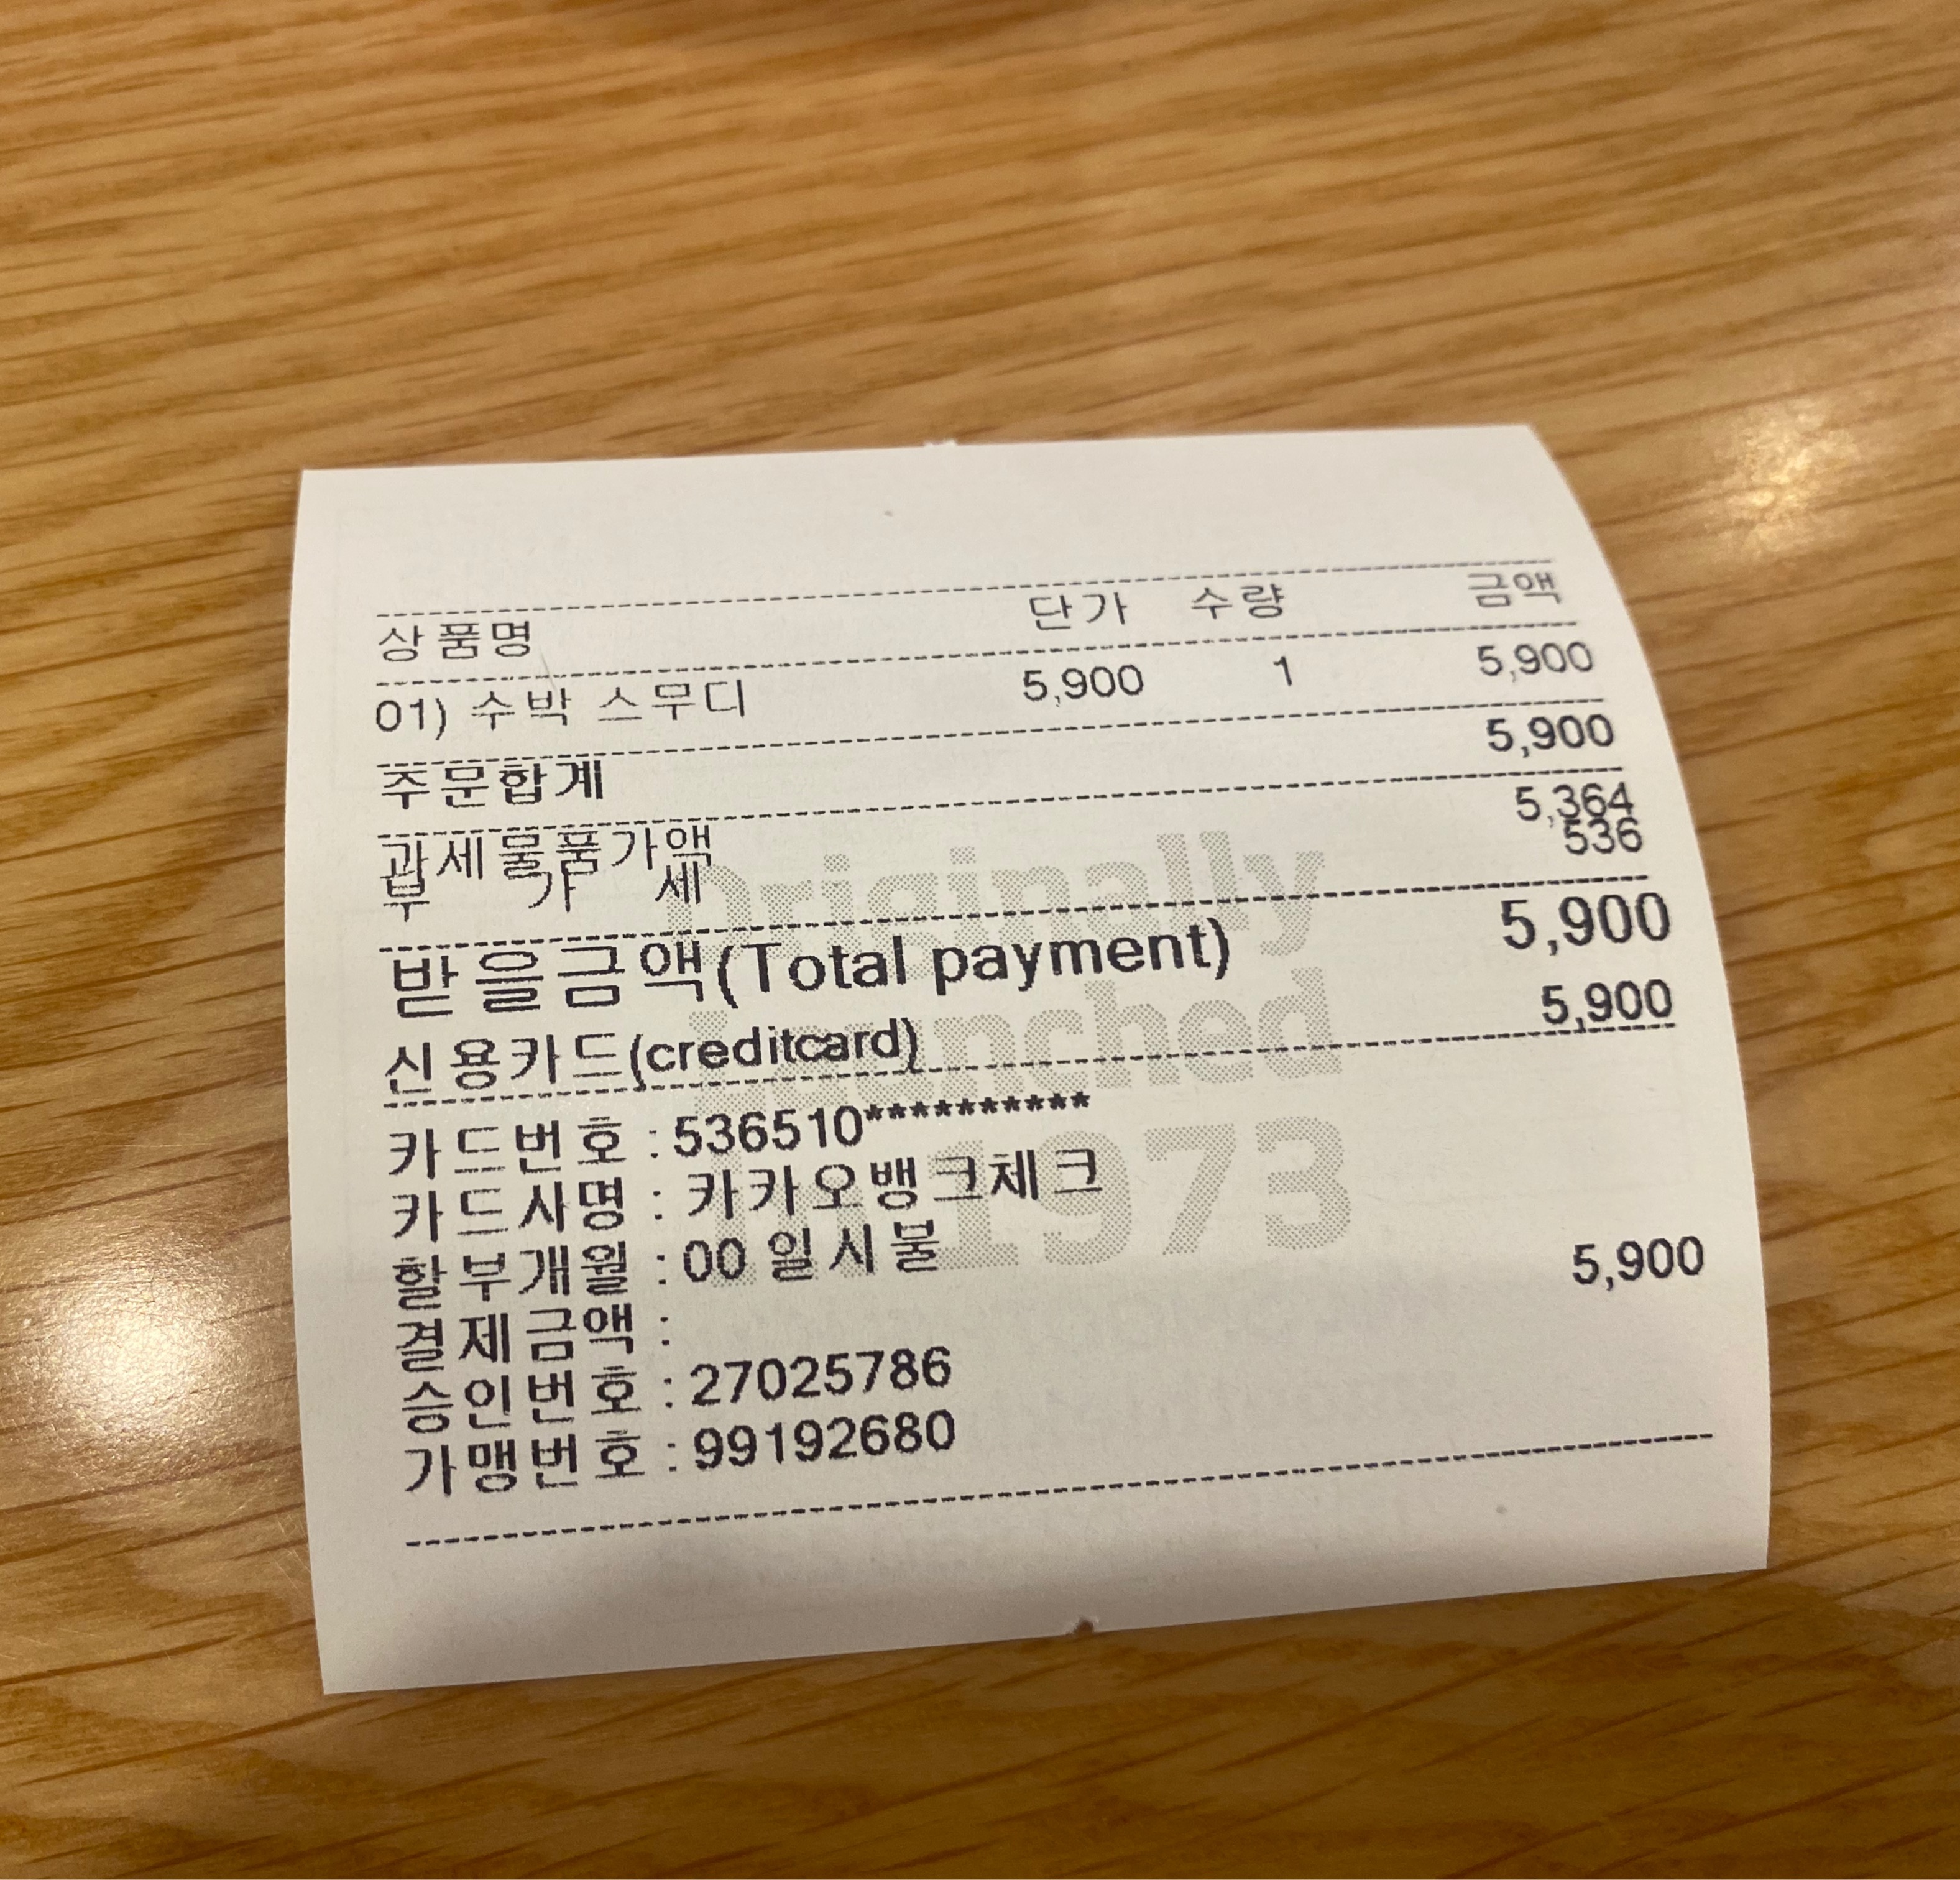 상품명 단가 수량 금액
01) 수박 스무디 5,900 1 5,900
주문합계 5,900
과세물품가액 5,364
부 가 세 536
받을금액(Total payment) 5,900
신용카드(creditcard) 5,900
카드번호 :536510**********
카드사명 : 카카오뱅크체크
할부개월 :00 일시불
결제금액 : 5,900
승인번호 :27025786
가맹번호 :99192680
Originally
Launched
in 1973